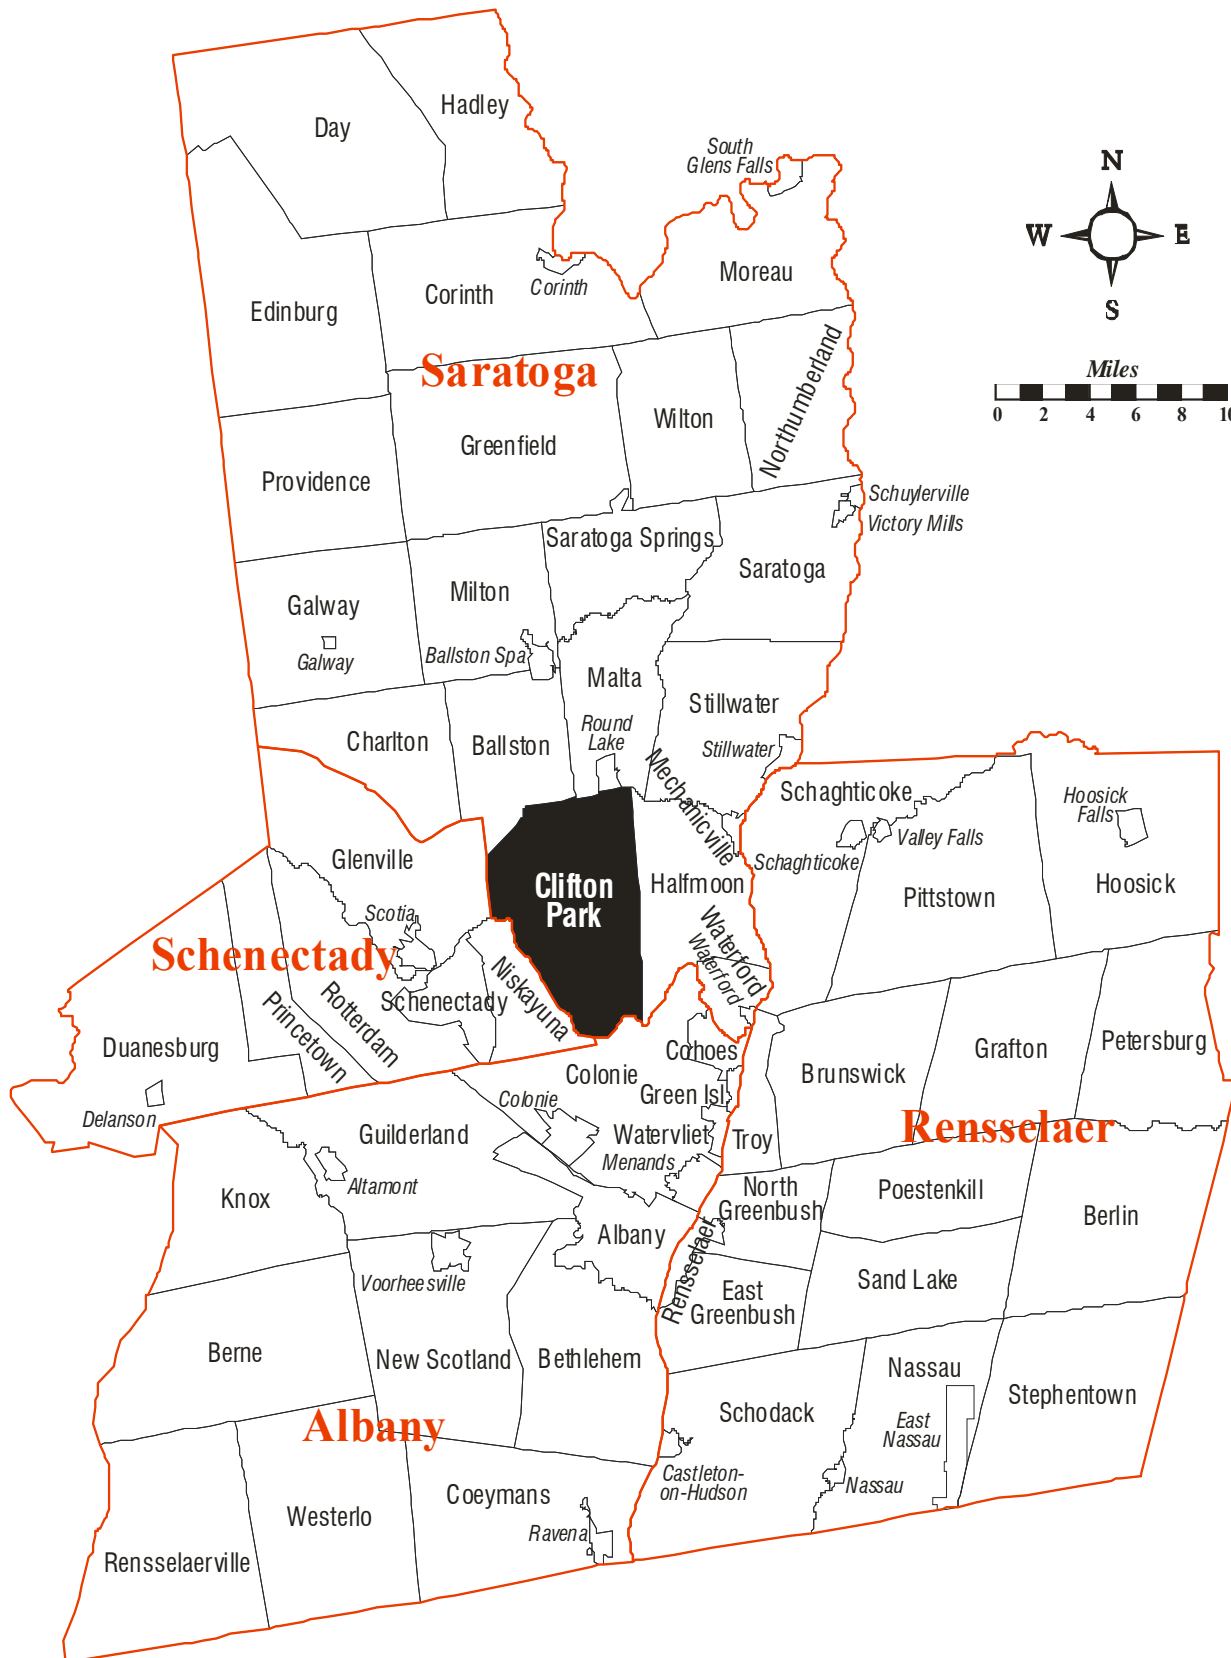 Hadley
Day
South
Glens Falls
N
W
E
S
Moreau
Corinth
Corinth
Edinburg
Saratoga
Northumberland
Miles
0 2 4 6 8 10
Wilton
Greenfield
Providence
Schuylerville
Victory Mills
Saratoga Springs
Saratoga
Milton
Galway
Galway
Ballston Spa
Malta
Stillwater
Round
Lake
Charlton
Ballston
Stillwater
Mechanicville
Schaghticoke
Hoosick
Falls
Valley Falls
Schaghticoke
Glenville
Clifton
Park
Halfmoon
Pittstown
Hoosick
Scotia
Schenectady
Waterford
Waterford
Niskayuna
Schenectady
Rotterdam
Princetown
Duanesburg
Delanson
Cohoes
Colonie
Green Isl.
Colonie
Brunswick
Grafton
Petersburg
Rensselaer
Guilderland
Watervliet
Menands
Troy
Altamont
Knox
North
Greenbush
Poestenkill
Berlin
Albany
Rensselaer
Voorheesville
East
Greenbush
Sand Lake
Berne
New Scotland
Bethlehem
Nassau
Stephentown
Albany
Schodack
East
Nassau
Castleton-
on-Hudson
Nassau
Coeymans
Westerlo
Ravena
Rensselaerville